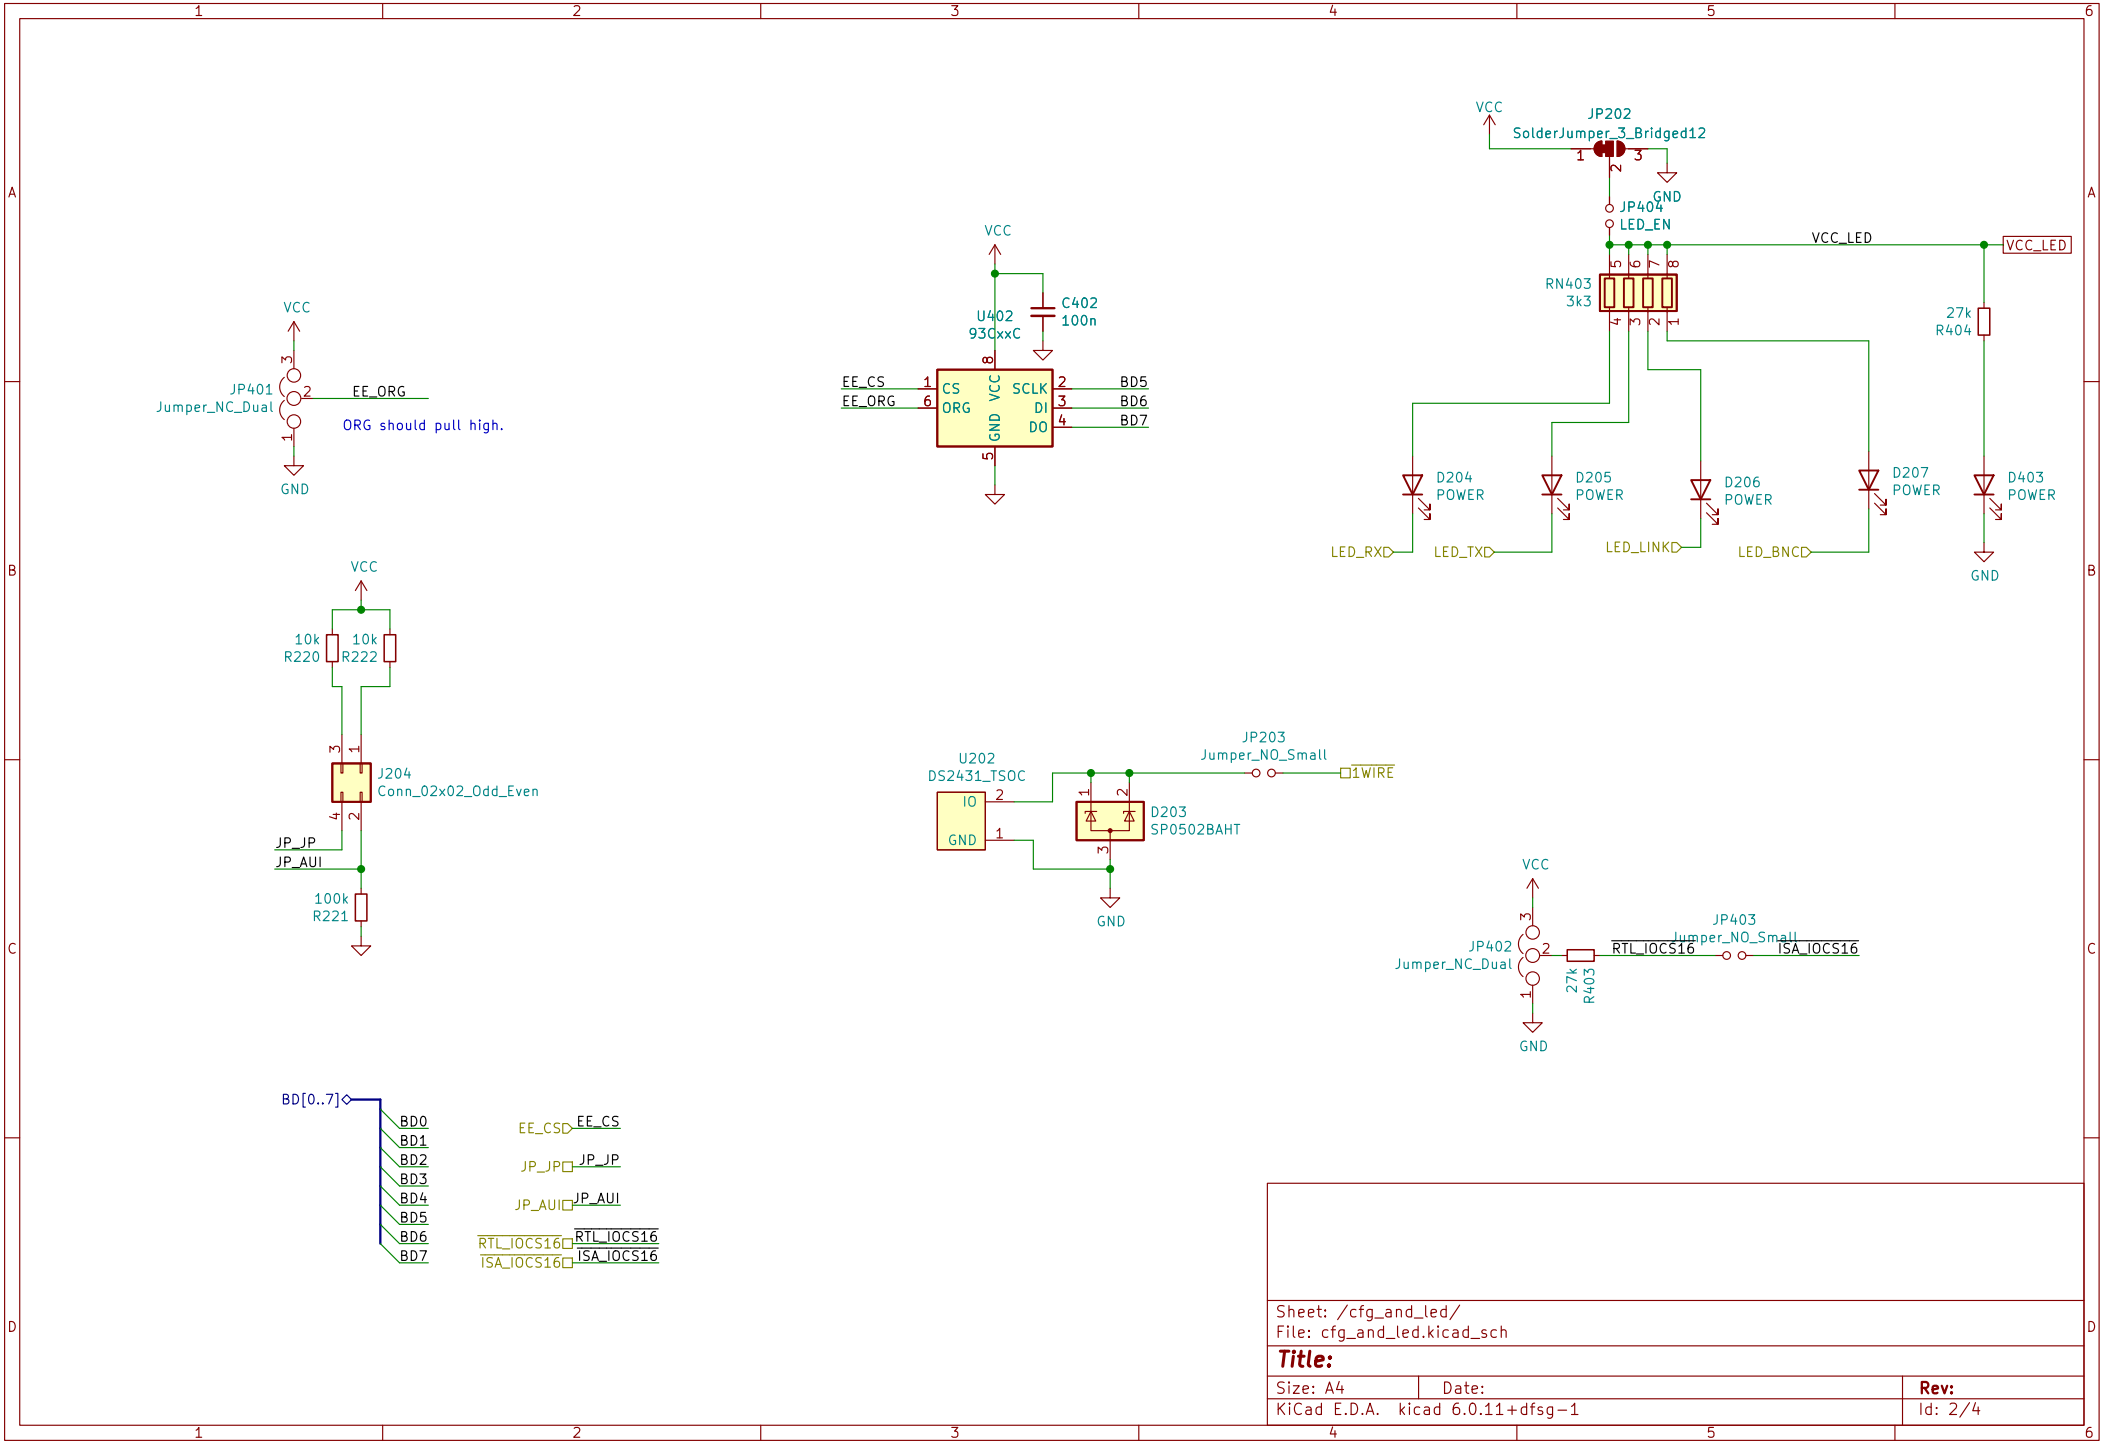 1 2 3 4 5 6
A A
B B
C C
D D
1 2 3 4 5 6
VCC
3
JP401
Jumper_NC_Dual
2
EE_ORG
ORG should pull high.
1
GND
VCC
U402
93CxxC
C402
100n
8
EE_CS 1 CS VCC SCLK 2 BD5
EE_ORG 6 ORG GND DI 3 BD6
DO 4 BD7
5
VCC
JP202
SolderJumper_3_Bridged12
1 2 3
GND
JP404
LED_EN
VCC_LED
VCC_LED
5 6 7 8
RN403
3k3
4 3 2 1
27k
R404
D204
POWER
D205
POWER
D206
POWER
D207
POWER
D403
POWER
LED_RX
LED_TX
LED_LINK
LED_BNC
GND
VCC
10k
R220
10k
R222
3 1
J204
Conn_02x02_Odd_Even
4 2
JP_JP
JP_AUI
100k
R221
U202
DS2431_TSOC
IO 2
GND 1
1 2
D203
SP0502BAHT
3
GND
JP203
Jumper_NO_Small
1WIRE
VCC
3
JP402
Jumper_NC_Dual
2
1
GND
27k
R403
RTL_IOCS16
JP403
Jumper_NO_Small
ISA_IOCS16
BD[0..7]
BD0
BD1
BD2
BD3
BD4
BD5
BD6
BD7
EE_CS EE_CS
JP_JP JP_JP
JP_AUI JP_AUI
RTL_IOCS16 RTL_IOCS16
ISA_IOCS16 ISA_IOCS16
Sheet: /cfg_and_led/
File: cfg_and_led.kicad_sch
Title:
Size: A4 Date: Rev:
KiCad E.D.A. kicad 6.0.11+dfsg-1 Id: 2/4